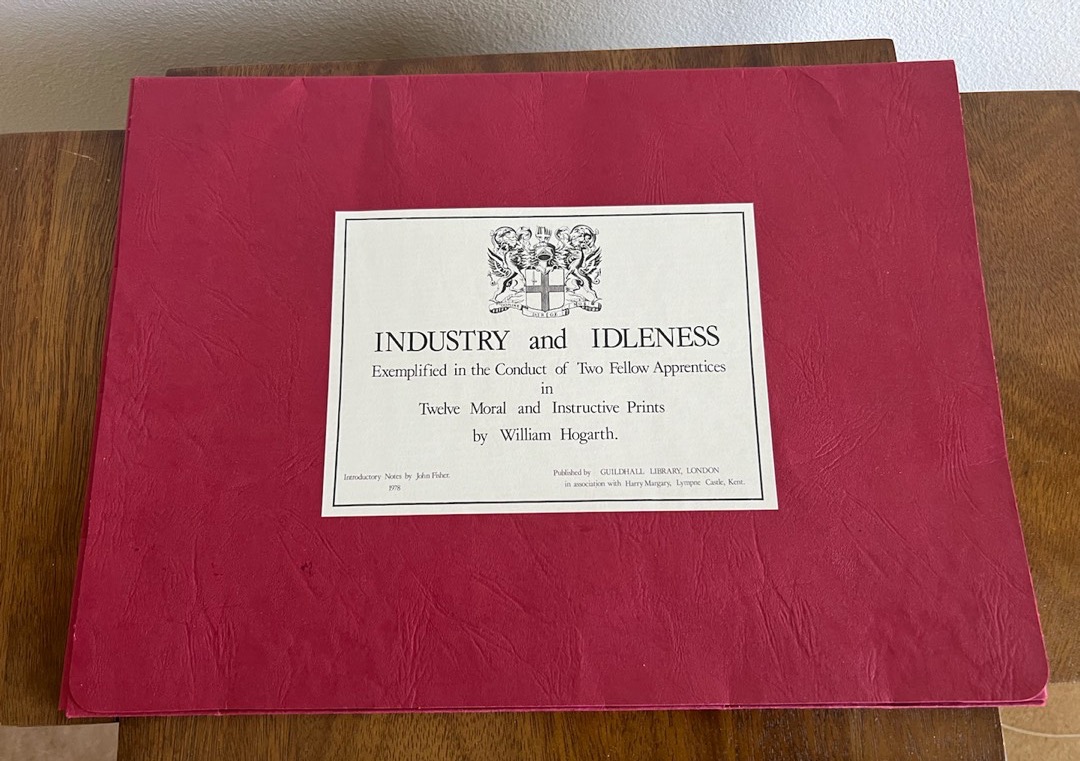 INDUSTRY and IDLENESS
Exemplified in the Conduct of Two Fellow Apprentices
in
Twelve Moral and Instructive Prints
by William Hogarth.
Introductory Notes by John Fisher.
1978
Published by GUILDHALL LIBRARY, LONDON
in association with Harry Margary, Lympne Castle, Kent.